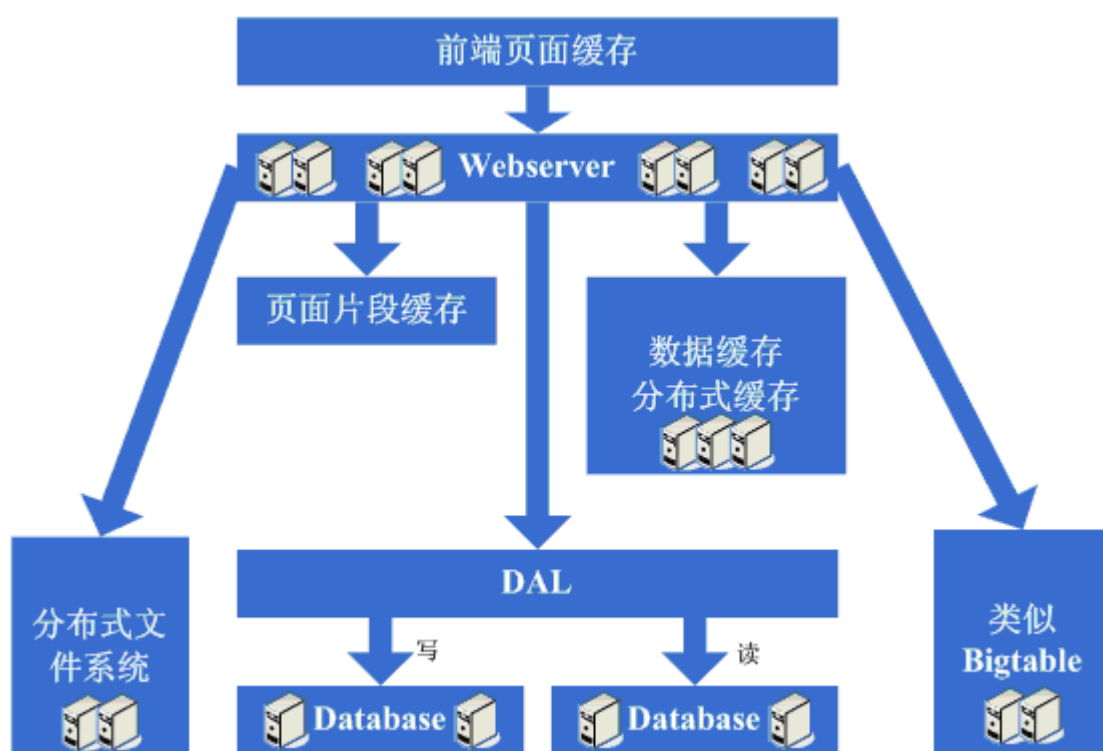 前端页面缓存
Webserver
页面片段缓存
数据缓存
分布式缓存
DAL
写
读
分布式文
件系统
Database
Database
类似
Bigtable